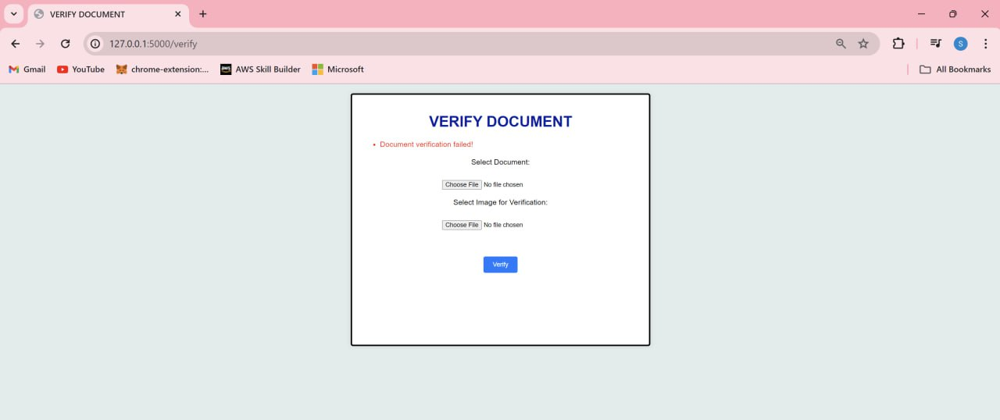 VERIFY DOCUMENT
127.0.0.1:5000/verify
S
Gmail YouTube chrome-extension:... aws AWS Skill Builder Microsoft All Bookmarks
VERIFY DOCUMENT
• Document verification failed!
Select Document:
Choose File No file chosen
Select Image for Verification:
Choose File No file chosen
Verify